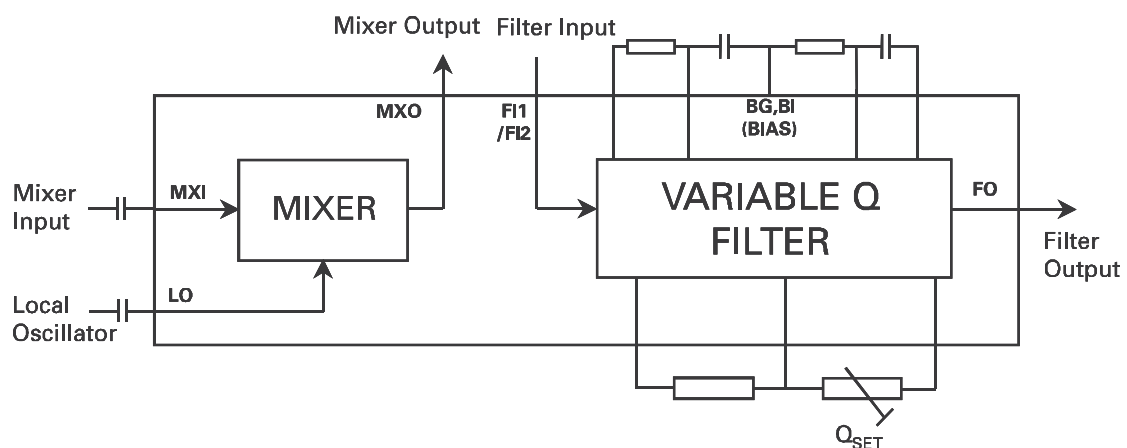 Mixer Output
Filter Input
MXO
FI1
/FI2
BG,BI
(BIAS)
Mixer
Input
MXI
MIXER
VARIABLE Q
FILTER
FO
Filter
Output
Local
Oscillator
LO
QSET